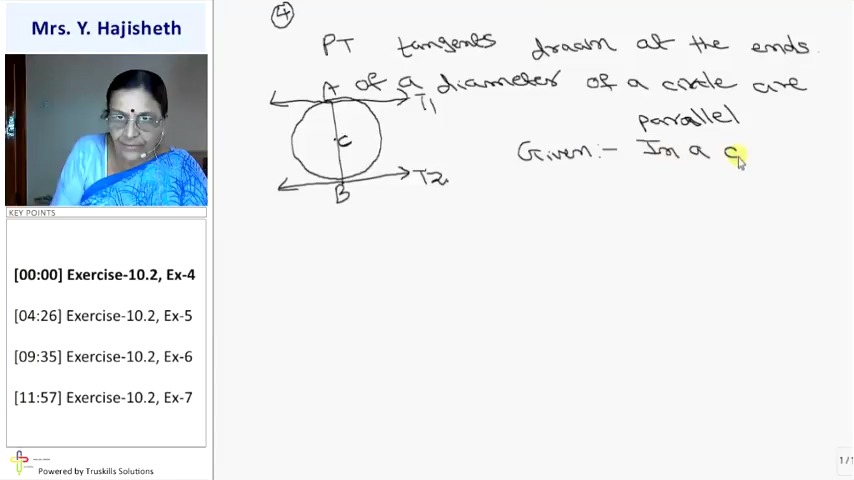 Mrs. Y. Hajisheth
④
PT tangents drawn at the ends
of a diameter of a circle are
parallel
A
T1
C
B
T2
Given:- In a c
KEY POINTS
[00:00] Exercise-10.2, Ex-4
[04:26] Exercise-10.2, Ex-5
[09:35] Exercise-10.2, Ex-6
[11:57] Exercise-10.2, Ex-7
Powered by Truskills Solutions
1/1